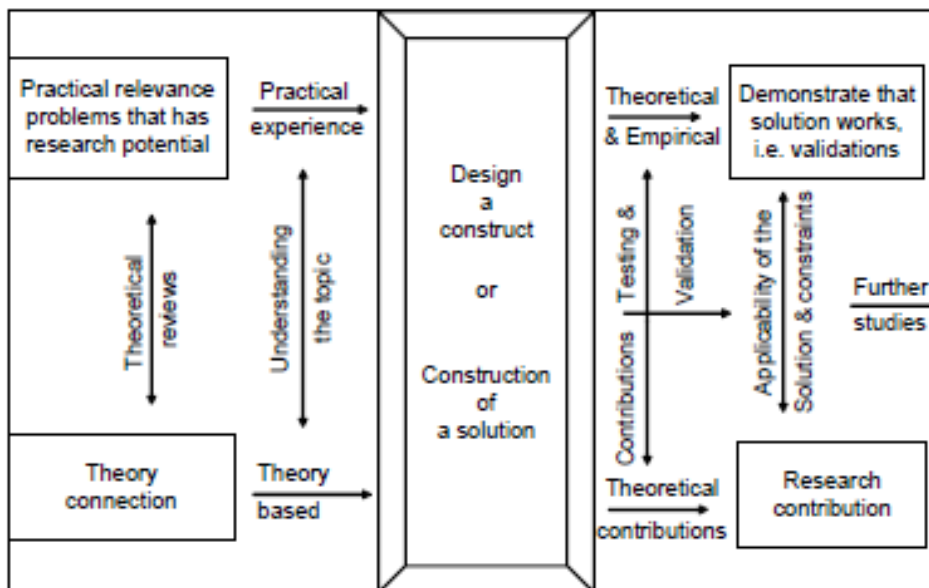 Practical relevance
problems that has
research potential
Practical
experience
Theoretical
reviews
Understanding
the topic
Theory
connection
Theory
based
Design
a
construct
or
Construction
of
a solution
Theoretical
& Empirical
Demonstrate that
solution works,
i.e. validations
Contributions Testing &
Validation
Applicability of the
Solution & constraints
Further
studies
Theoretical
contributions
Research
contribution